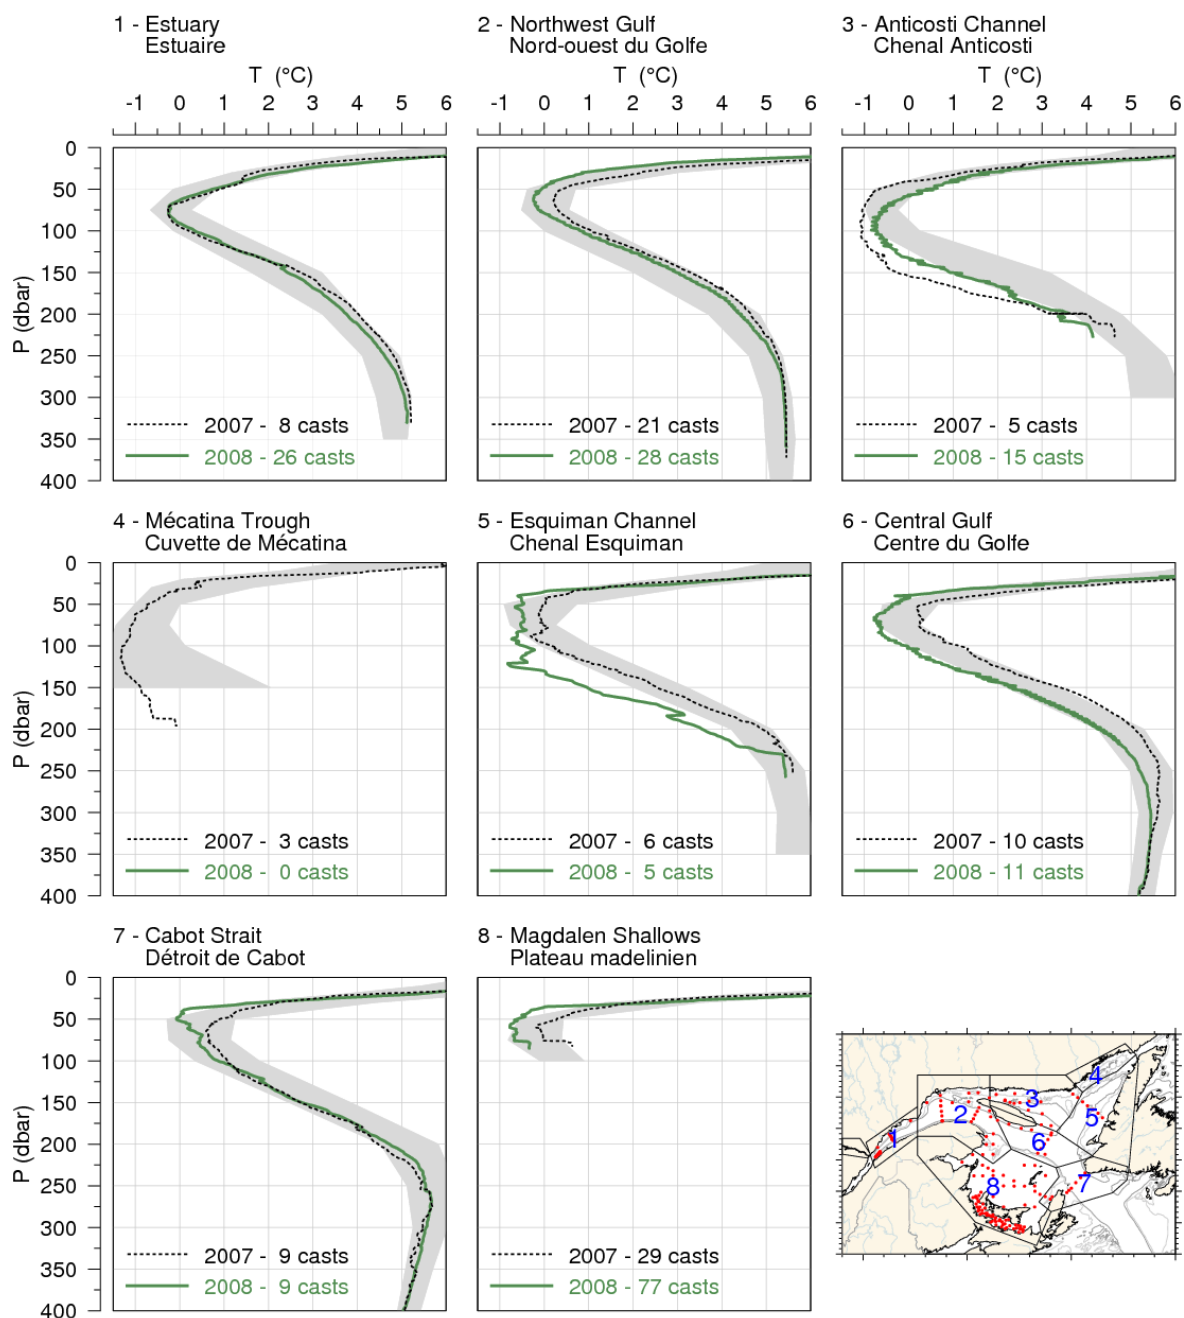 1 - Estuary
Estuaire
T (°C)
-1 0 1 2 3 4 5 6
2 - Northwest Gulf
Nord-ouest du Golfe
T (°C)
-1 0 1 2 3 4 5 6
3 - Anticosti Channel
Chenal Anticosti
T (°C)
-1 0 1 2 3 4 5 6
P (dbar)
0
50
100
150
200
250
300
350
400
2007 - 8 casts
2008 - 26 casts
2007 - 21 casts
2008 - 28 casts
2007 - 5 casts
2008 - 15 casts
4 - Mécatina Trough
Cuvette de Mécatina
5 - Esquiman Channel
Chenal Esquiman
6 - Central Gulf
Centre du Golfe
P (dbar)
0
50
100
150
200
250
300
350
400
2007 - 3 casts
2008 - 0 casts
2007 - 6 casts
2008 - 5 casts
2007 - 10 casts
2008 - 11 casts
7 - Cabot Strait
Détroit de Cabot
8 - Magdalen Shallows
Plateau madelinien
P (dbar)
0
50
100
150
200
250
300
350
400
2007 - 9 casts
2008 - 9 casts
2007 - 29 casts
2008 - 77 casts
4
3
2
5
1
6
7
8